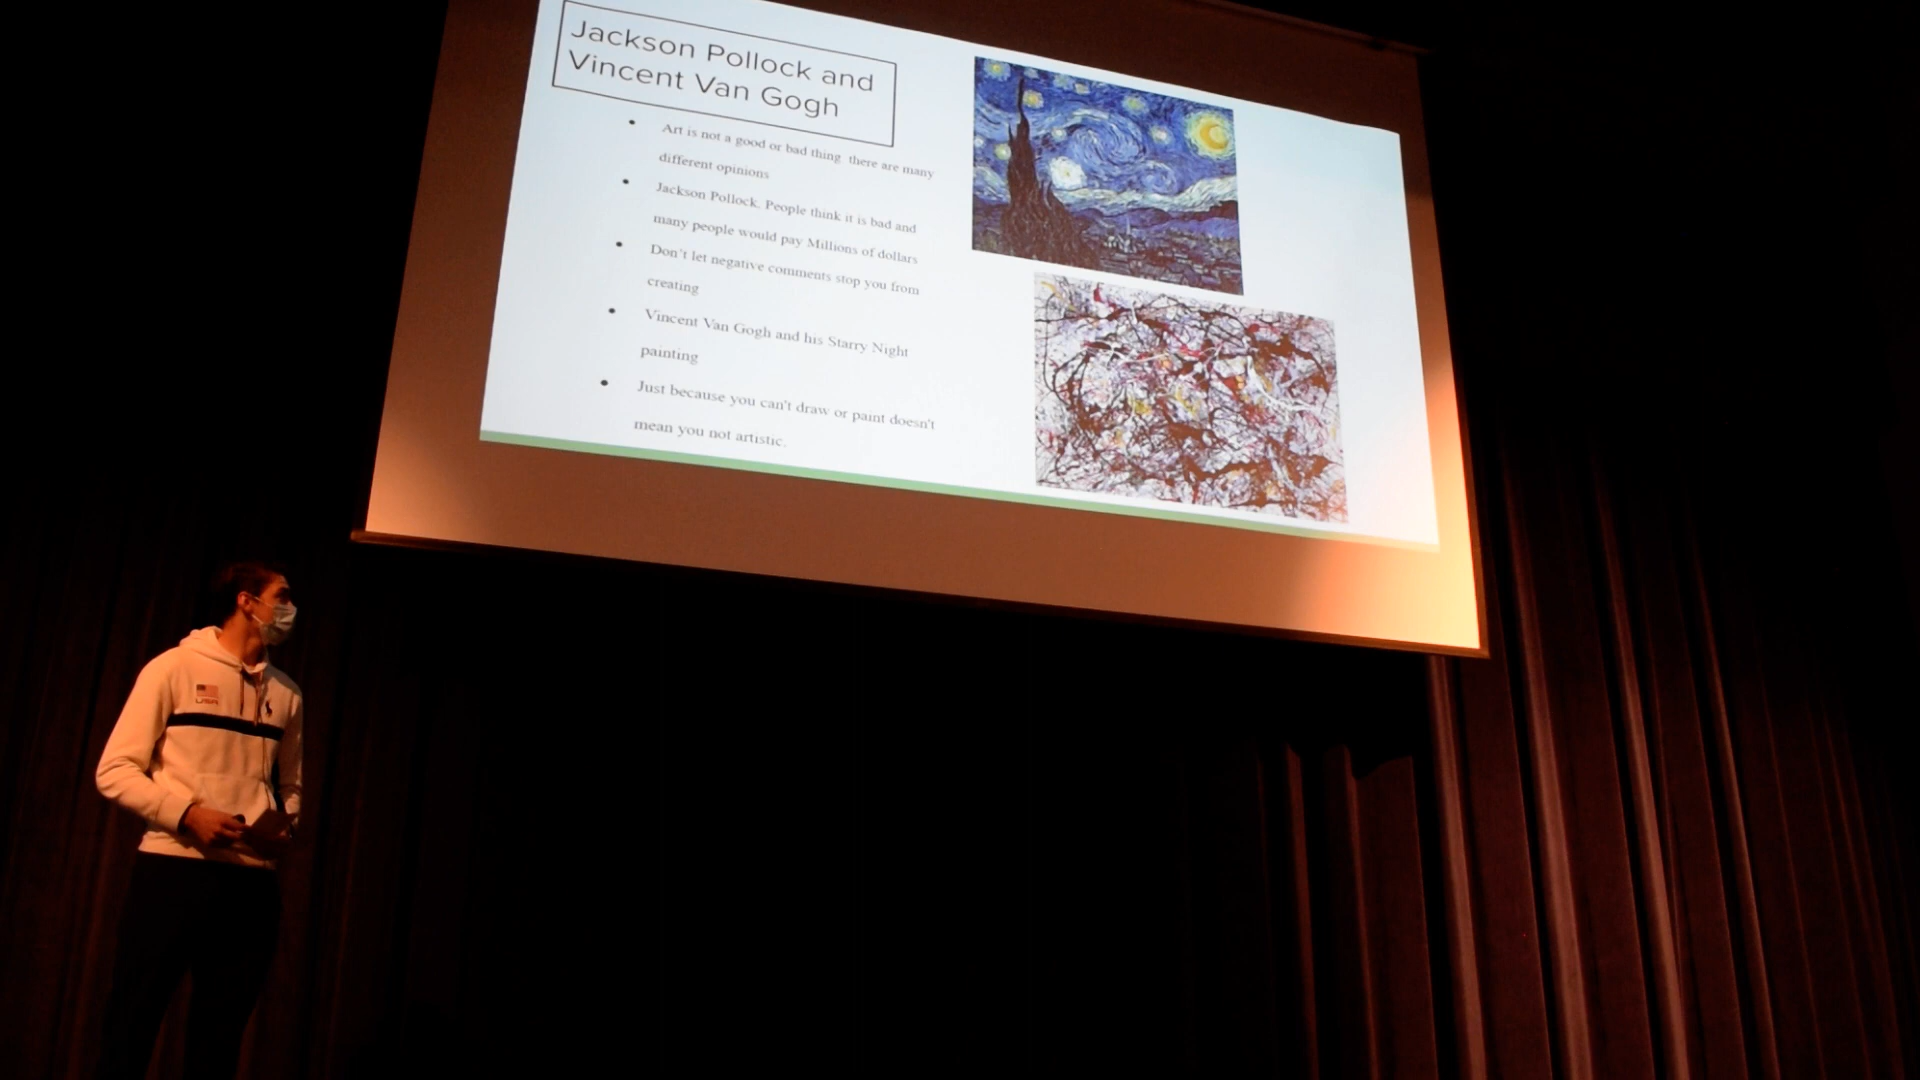 Jackson Pollock and
Vincent Van Gogh
Art is not a good or bad thing there are many
different opinions
Jackson Pollock. People think it is bad and
many people would pay Millions of dollars
Don't let negative comments stop you from
creating
Vincent Van Gogh and his Starry Night
painting
Just because you can't draw or paint doesn't
mean you not artistic.
USA